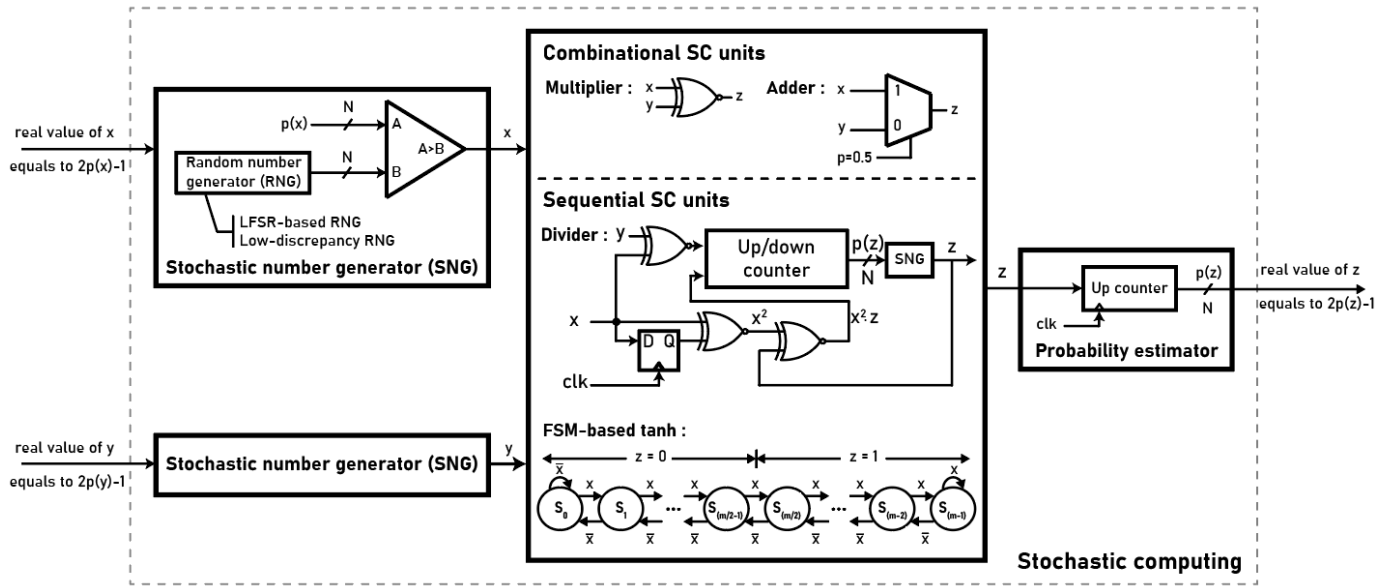 real value of x
equals to 2p(x)-1
p(x)
N
A
A>B
Random number
generator (RNG)
N
B
LFSR-based RNG
Low-discrepancy RNG
Stochastic number generator (SNG)
x
real value of y
equals to 2p(y)-1
Stochastic number generator (SNG)
y
Combinational SC units
Multiplier :
x
y
z
Adder :
x
1
y
0
z
p=0.5
Sequential SC units
Divider :
y
Up/down
counter
p(z)
N
SNG
z
x
D Q
clk
x²
x²·z
FSM-based tanh :
z = 0
z = 1
x̅
x
x
x
x
x
x
x
x
x
S₀
S₁
...
S(m/2-1)
S(m/2)
...
S(m-2)
S(m-1)
x̅
x̅
x̅
x̅
x̅
x̅
x̅
x̅
z
Up counter
p(z)
N
clk
Probability estimator
real value of z
equals to 2p(z)-1
Stochastic computing